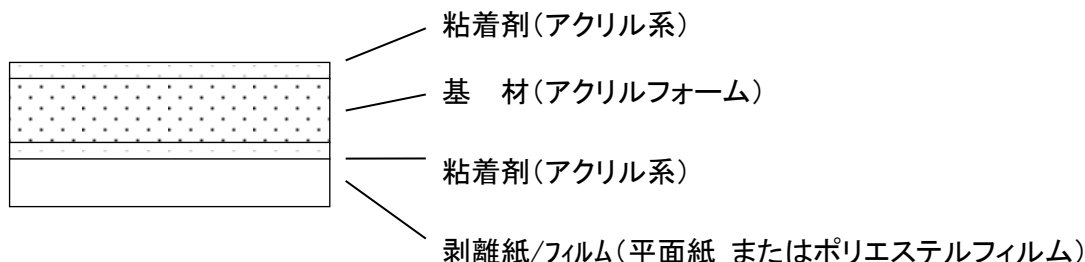 粘着剤(アクリル系)
基　材(アクリルフォーム)
粘着剤(アクリル系)
剥離紙/フィルム(平面紙 またはポリエステルフィルム)